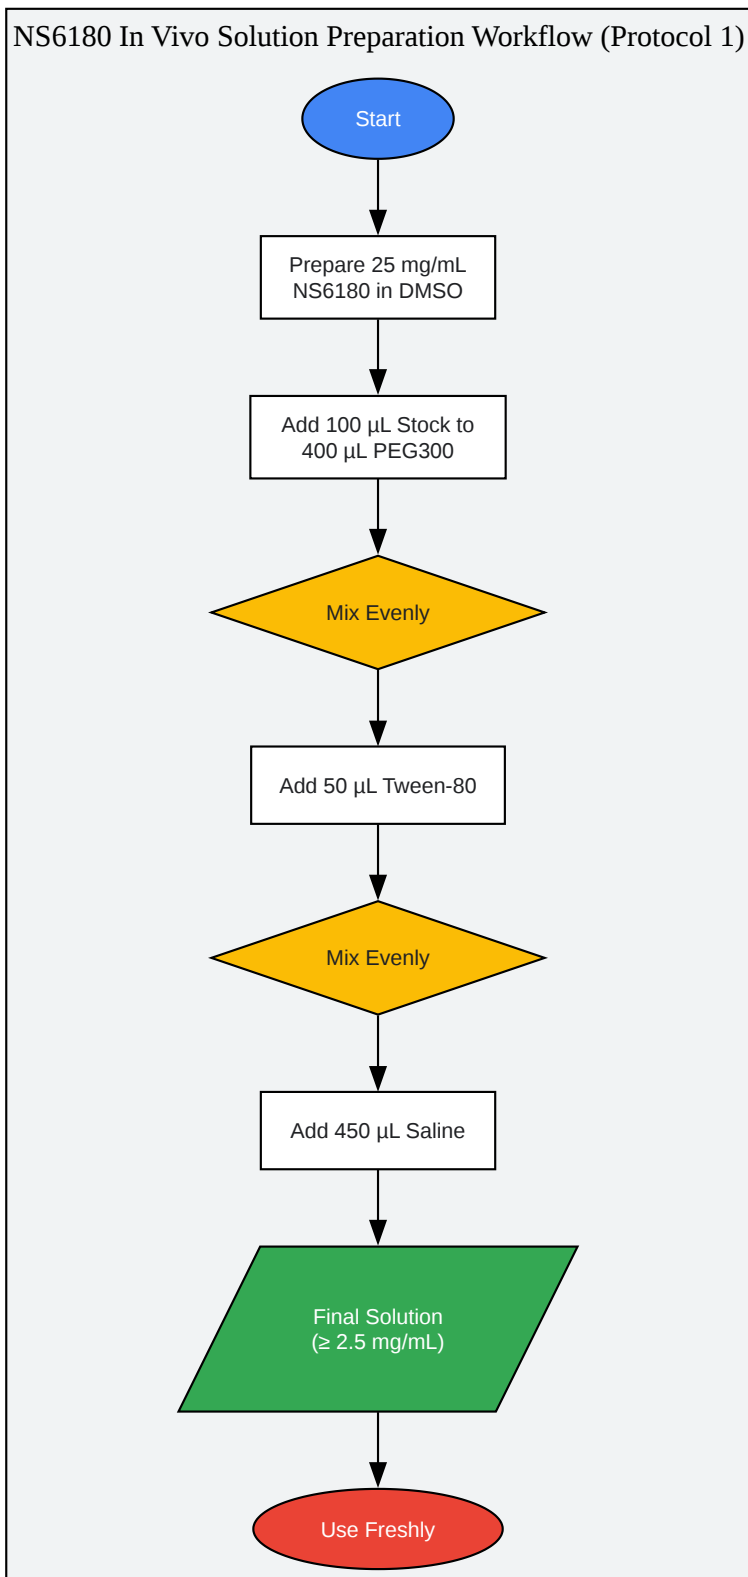 NS6180 In Vivo Solution Preparation Workflow (Protocol 1)
Start
Prepare 25 mg/mL
NS6180 in DMSO
Add 100 µL Stock to
400 µL PEG300
Mix Evenly
Add 50 µL Tween-80
Mix Evenly
Add 450 µL Saline
Final Solution
(≥ 2.5 mg/mL)
Use Freshly